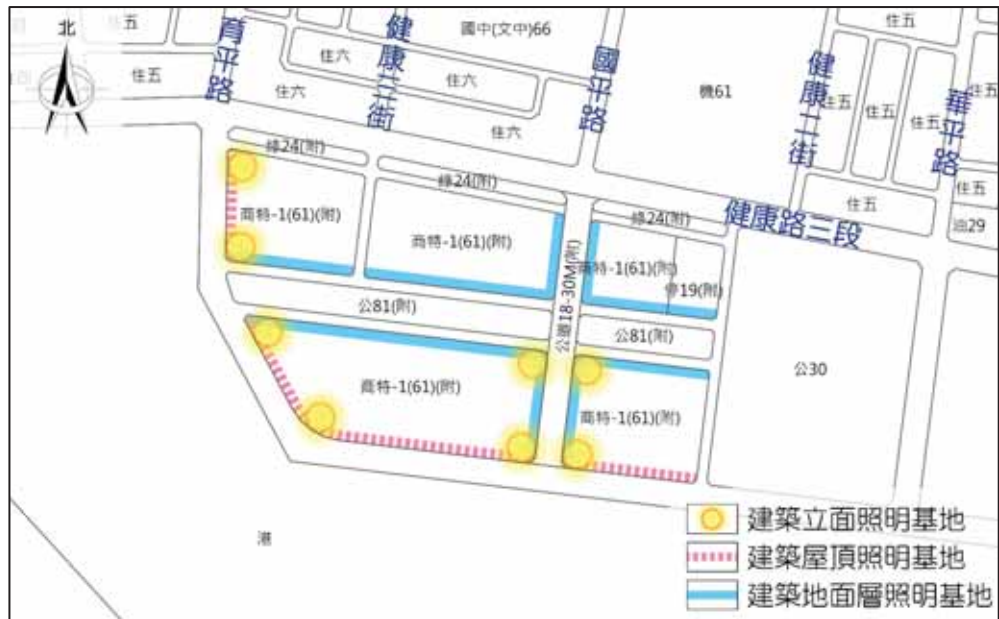 北
住五
住五
育平路
健康三街
國中(文中)66
住六
住六
住六
住六
國平路
機61
健康二街
住五
住五
住五
住五
住五
華平路
住五
住五
油29
健康路三段
綠24(附)
綠24(附)
綠24(附)
商特-1(61)(附)
商特-1(61)(附)
商特-1(61)(附)
停19(附)
公道18-30M(附)
公81(附)
公81(附)
商特-1(61)(附)
商特-1(61)(附)
公30
港
建築立面照明基地
建築屋頂照明基地
建築地面層照明基地